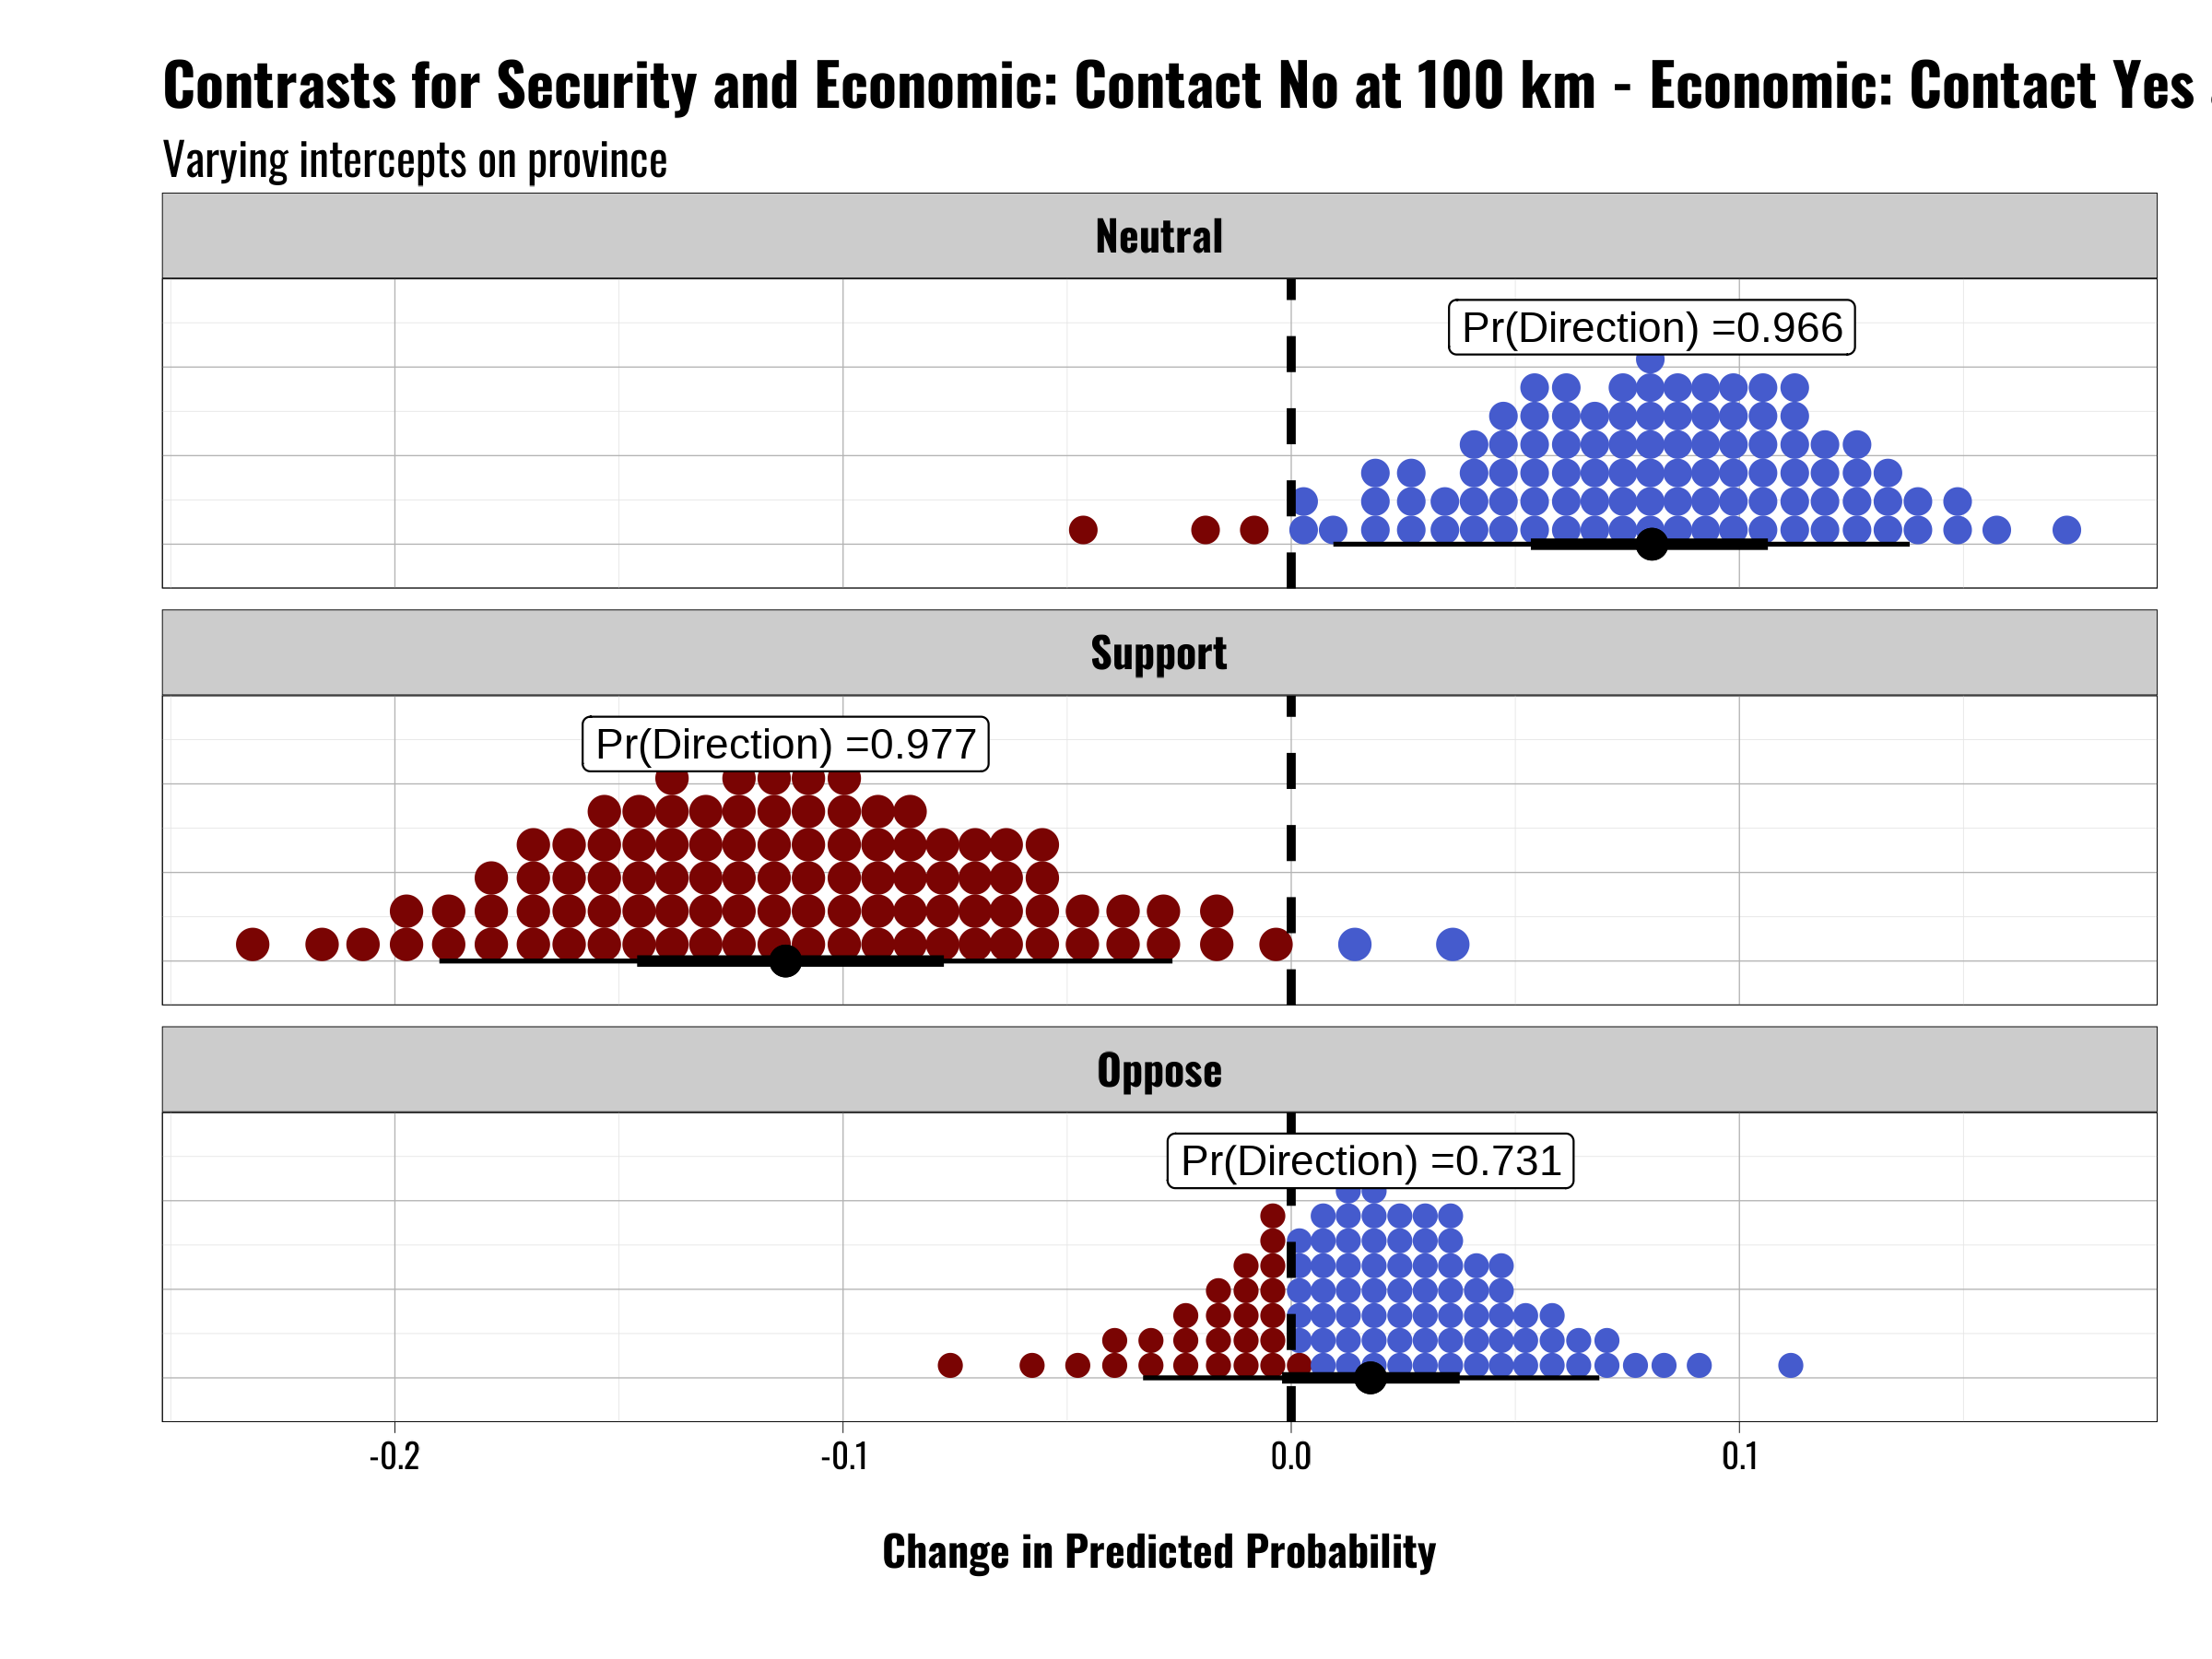 Contrasts for Security and Economic: Contact No at 100 km - Economic: Contact Yes
Varying intercepts on province
Neutral
Pr(Direction) =0.966
Support
Pr(Direction) =0.977
Oppose
Pr(Direction) =0.731
-0.2 -0.1 0.0 0.1
Change in Predicted Probability